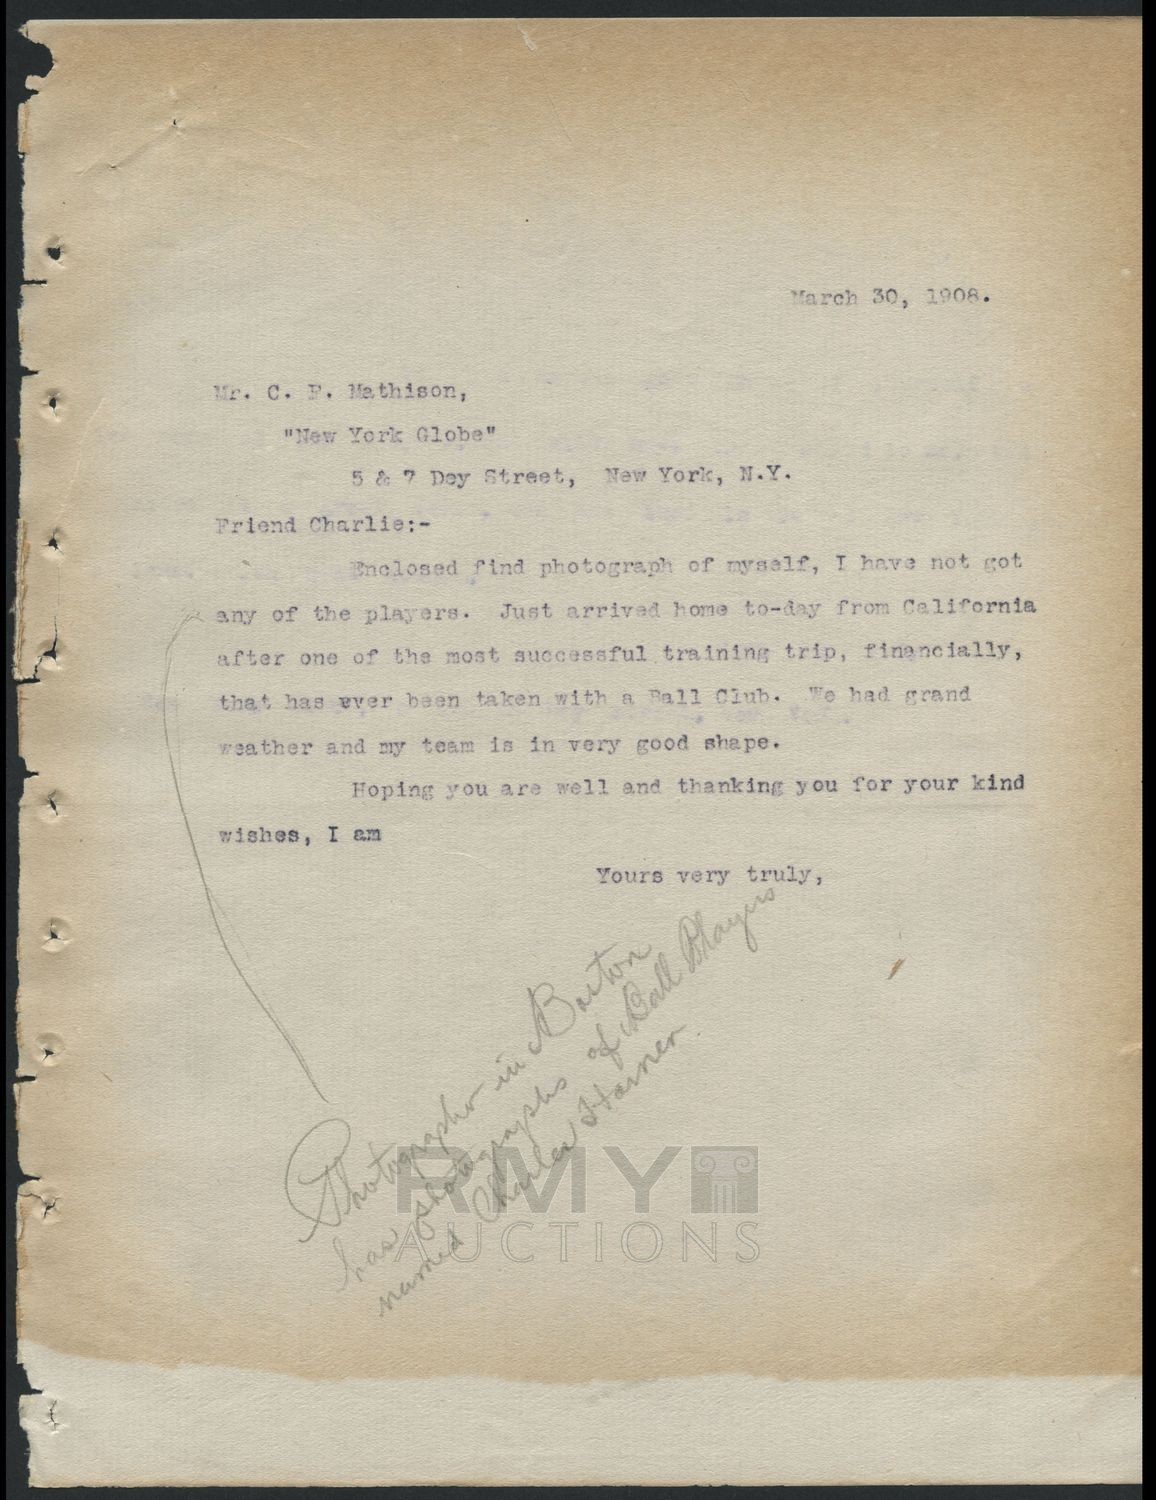 March 30, 1908.
Mr. C. F. Mathison,
"New York Globe"
5 & 7 Dey Street, New York, N.Y.
Friend Charlie:-
Enclosed find photograph of myself, I have not got
any of the players. Just arrived home to-day from California
after one of the most successful training trip, financially,
that has ever been taken with a Ball Club. We had grand
weather and my team is in very good shape.
Hoping you are well and thanking you for your kind
wishes, I am
Yours very truly,
Photographer in Boston
has photographs of Ball Players
named Charles Horner.
RMY
AUCTIONS